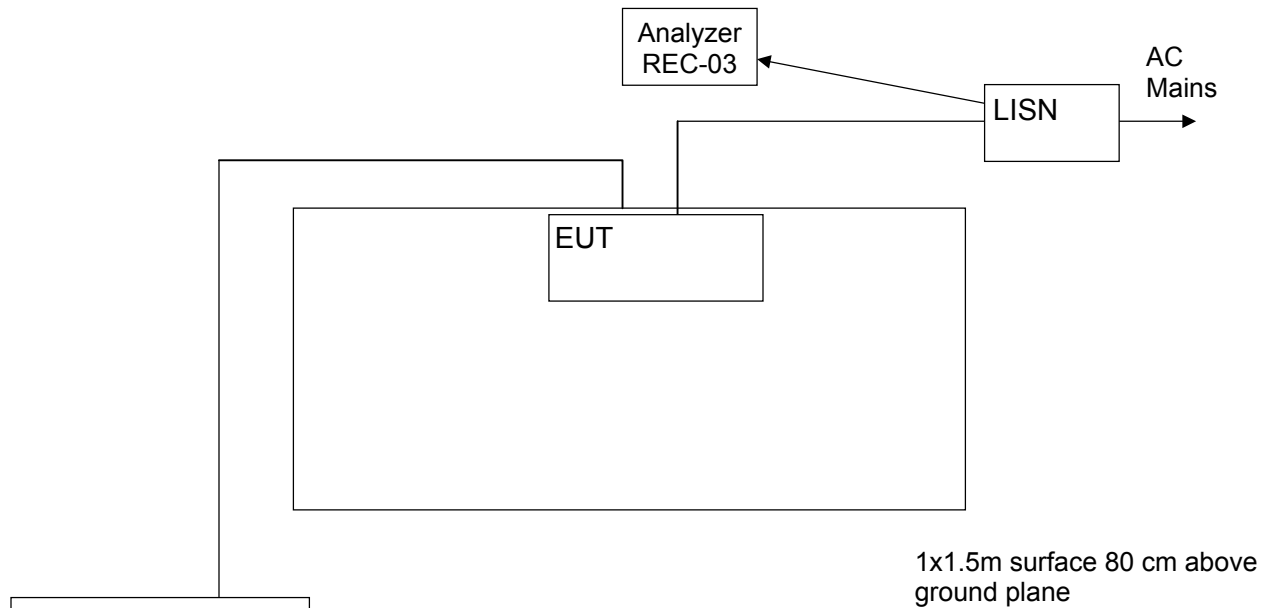 Analyzer
REC-03
AC
Mains
LISN
EUT
1x1.5m surface 80 cm above
ground plane